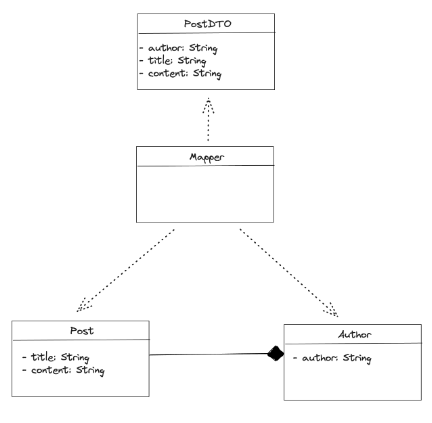 PostDTO
- author: String
- title: String
- content: String
Mapper
Post
- title: String
- content: String
Author
- author: String